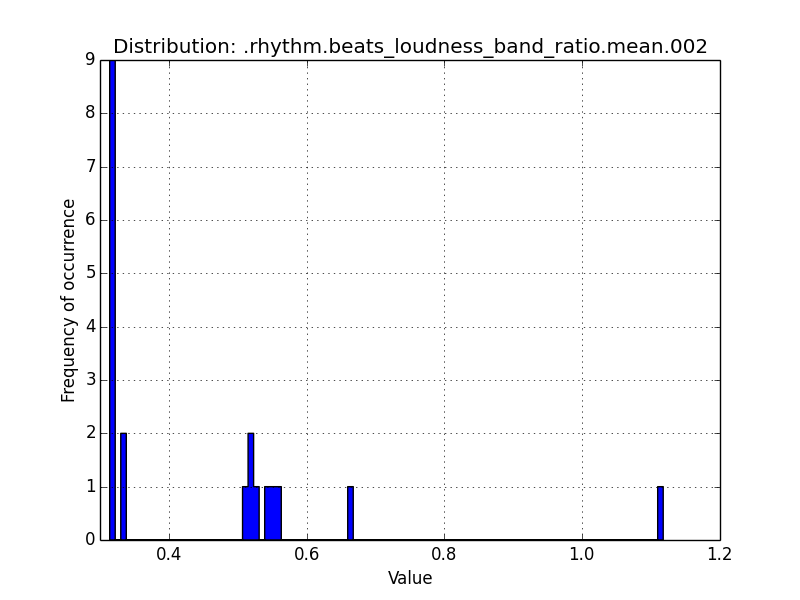 Distribution: .rhythm.beats_loudness_band_ratio.mean.002
9
8
7
6
5
4
3
2
1
0
Frequency of occurrence
0.4 0.6 0.8 1.0 1.2
Value